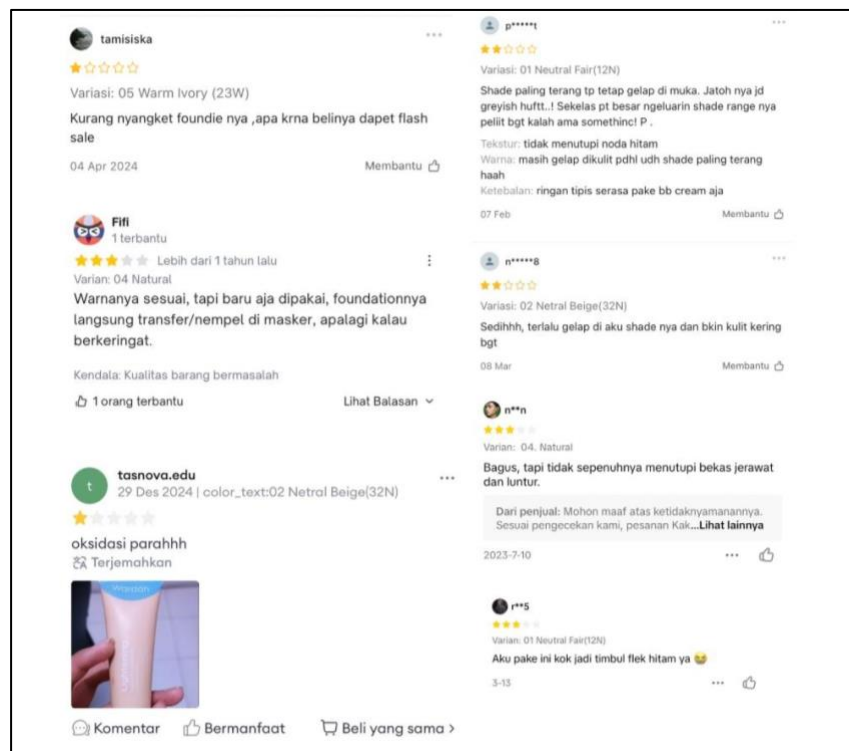 tamisiska
Variasi: 05 Warm Ivory (23W)
Kurang nyangket foundie nya ,apa krna belinya dapet flash
sale
04 Apr 2024
Membantu
Fifi
1 terbantu
Lebih dari 1 tahun lalu
Varian: 04 Natural
Warnanya sesuai, tapi baru aja dipakai, foundationnya
langsung transfer/nempel di masker, apalagi kalau
berkeringat.
Kendala: Kualitas barang bermasalah
1 orang terbantu
Lihat Balasan
t
tasnova.edu
29 Des 2024 | color_text:02 Netral Beige(32N)
oksidasi parahhh
Terjemahkan
wardah
Komentar
Bermanfaat
Beli yang sama >
p*****t
Variasi: 01 Neutral Fair(12N)
Shade paling terang tp tetap gelap di muka. Jatoh nya jd
greyish huftt..! Sekelas pt besar ngeluarin shade range nya
peliit bgt kalah ama somethinc! P .
Tekstur: tidak menutupi noda hitam
Warna: masih gelap dikulit pdhl udh shade paling terang
haah
Ketebalan: ringan tipis serasa pake bb cream aja
07 Feb
Membantu
n*****8
Variasi: 02 Netral Beige(32N)
Sedihhh, terlalu gelap di aku shade nya dan bkin kulit kering
bgt
08 Mar
Membantu
n**n
Varian: 04. Natural
Bagus, tapi tidak sepenuhnya menutupi bekas jerawat
dan luntur.
Dari penjual: Mohon maaf atas ketidaknyamanannya.
Sesuai pengecekan kami, pesanan Kak...Lihat lainnya
2023-7-10
r**5
Varian: 01 Neutral Fair(12N)
Aku pake ini kok jadi timbul flek hitam ya 😂
3-13